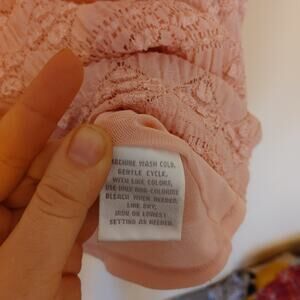 MACHINE WASH COLD,
GENTLE CYCLE,
WITH LIKE COLORS,
USE ONLY NON-CHLORINE
BLEACH WHEN NEEDED,
LINE DRY,
IRON ON LOWEST
SETTING AS NEEDED.